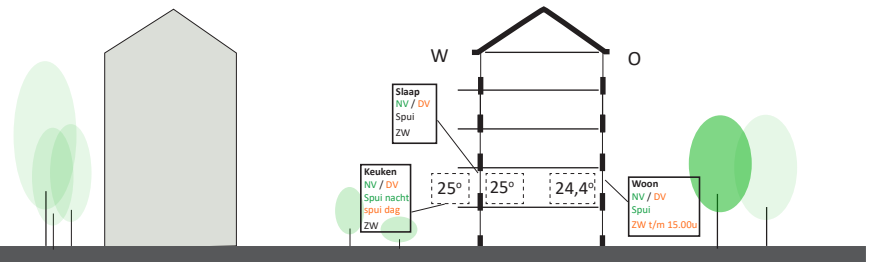 W
O
Slaap
NV / DV
Spui
ZW
Keuken
NV / DV
Spui nacht
spui dag
ZW
25°
25°
24,4°
Woon
NV / DV
Spui
ZW t/m 15.00u